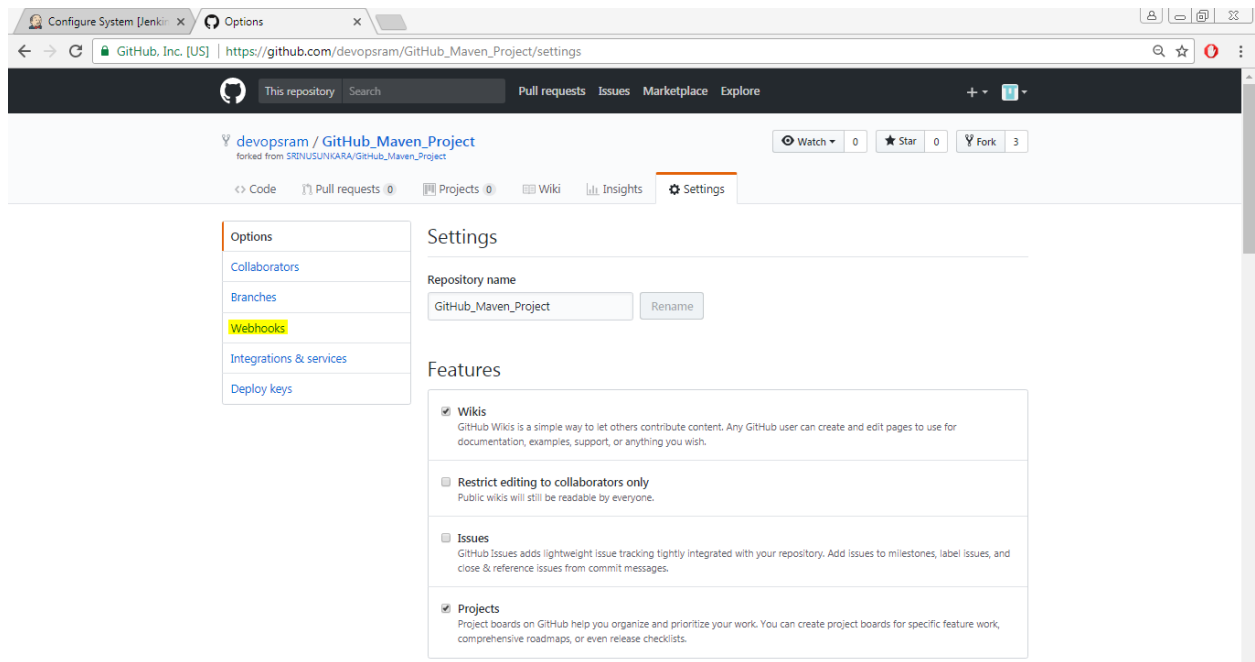 Configure System [Jenkin
Options
GitHub, Inc. [US] https://github.com/devopsram/GitHub_Maven_Project/settings
This repository Search Pull requests Issues Marketplace Explore
devopsram / GitHub_Maven_Project
forked from SRINUSUNKARA/GitHub_Maven_Project
Watch 0 Star 0 Fork 3
Code Pull requests 0 Projects 0 Wiki Insights Settings
Options
Collaborators
Branches
Webhooks
Integrations & services
Deploy keys
Settings
Repository name
GitHub_Maven_Project Rename
Features
Wikis
GitHub Wikis is a simple way to let others contribute content. Any GitHub user can create and edit pages to use for
documentation, examples, support, or anything you wish.
Restrict editing to collaborators only
Public wikis will still be readable by everyone.
Issues
GitHub Issues adds lightweight issue tracking tightly integrated with your repository. Add issues to milestones, label issues, and
close & reference issues from commit messages.
Projects
Project boards on GitHub help you organize and prioritize your work. You can create project boards for specific feature work,
comprehensive roadmaps, or even release checklists.